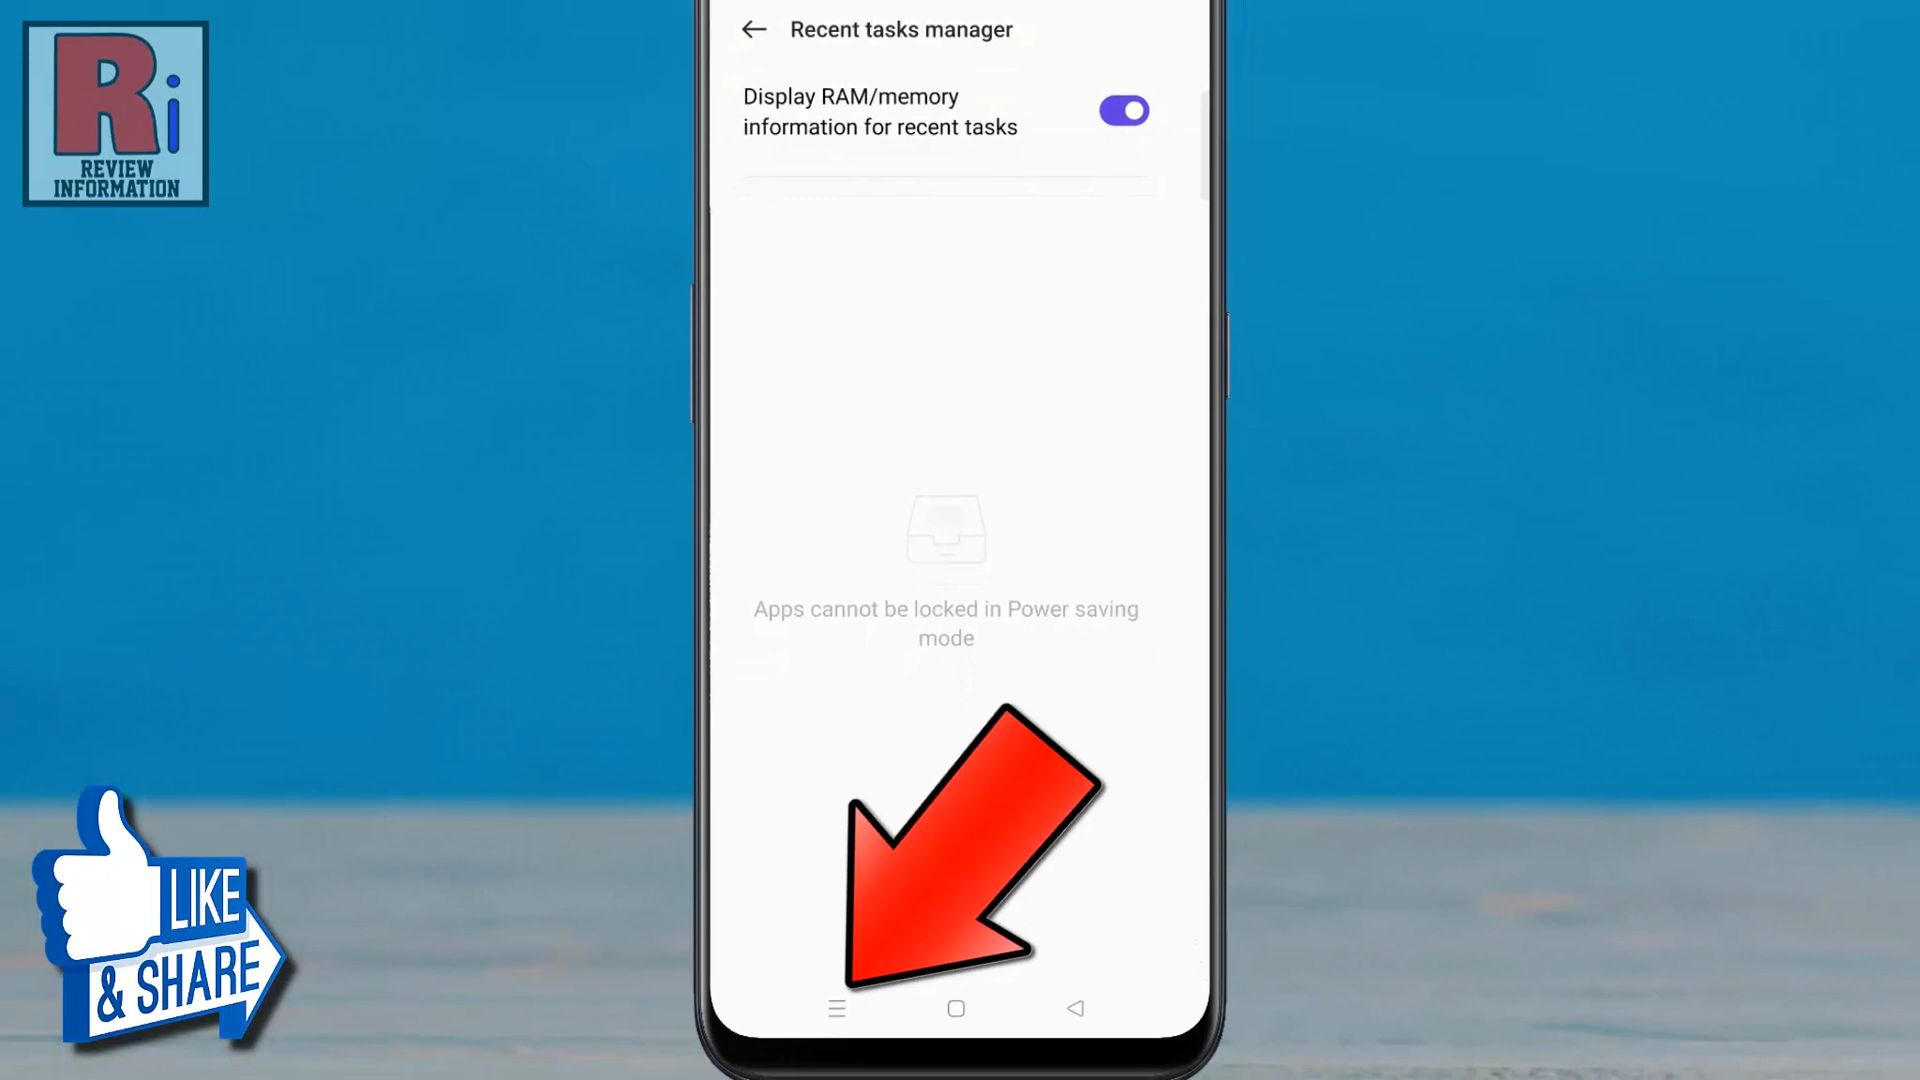 Ri
REVIEW
INFORMATION
Recent tasks manager
Display RAM/memory
information for recent tasks
Apps cannot be locked in Power saving
mode
LIKE
& SHARE